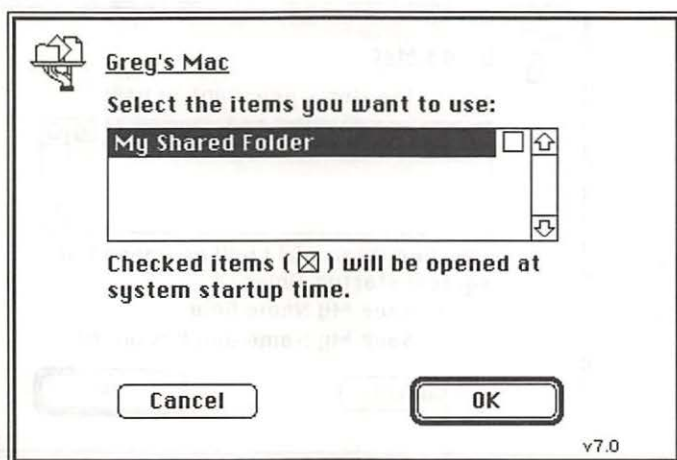 Greg's Mac
Select the items you want to use:
My Shared Folder
Checked items ( ☒ ) will be opened at
system startup time.
Cancel
OK
v7.0